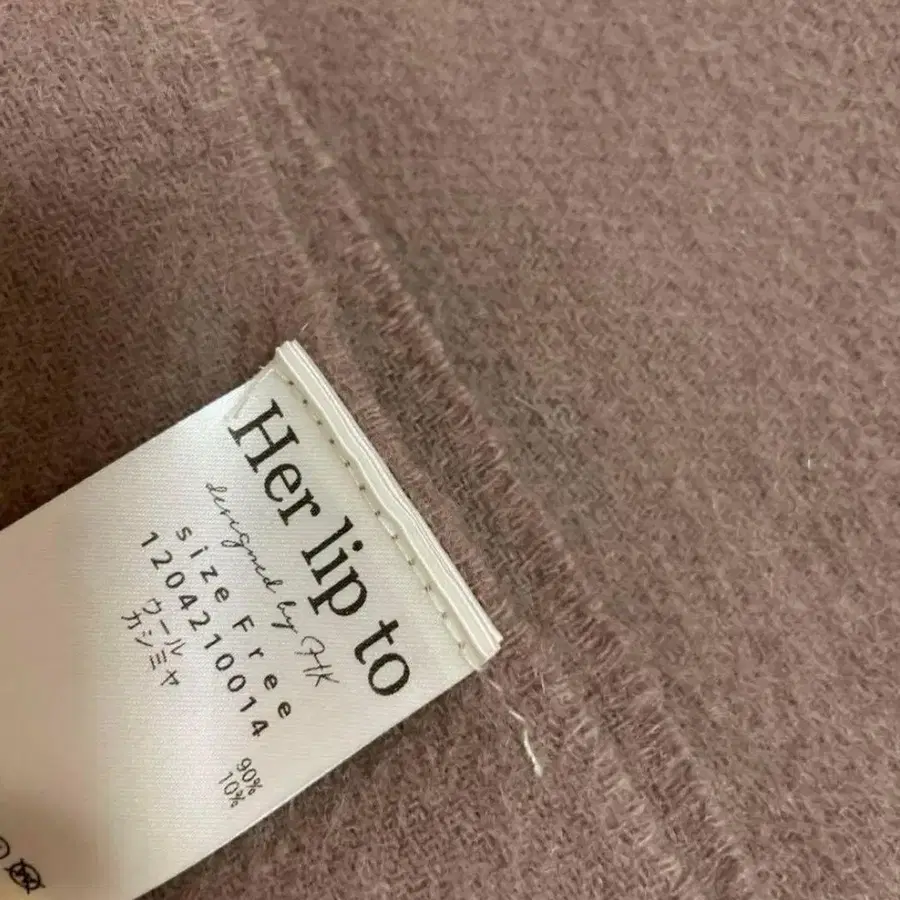 Her lip to
designed by HK
size Free
1204210014
ウール 90%
カシミヤ 10%